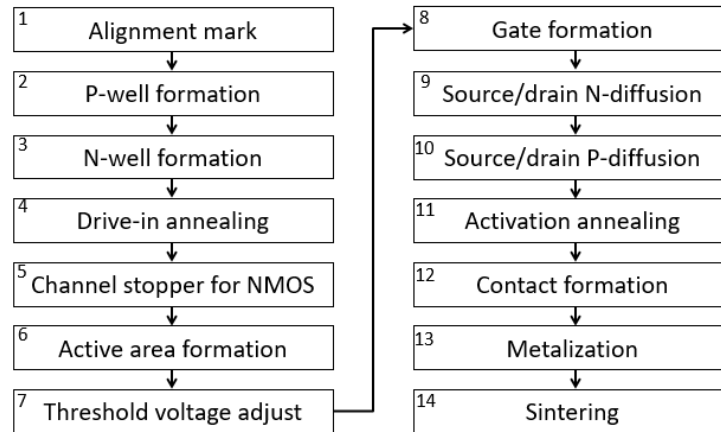 1
Alignment mark
2
P-well formation
3
N-well formation
4
Drive-in annealing
5
Channel stopper for NMOS
6
Active area formation
7
Threshold voltage adjust
8
Gate formation
9
Source/drain N-diffusion
10
Source/drain P-diffusion
11
Activation annealing
12
Contact formation
13
Metalization
14
Sintering